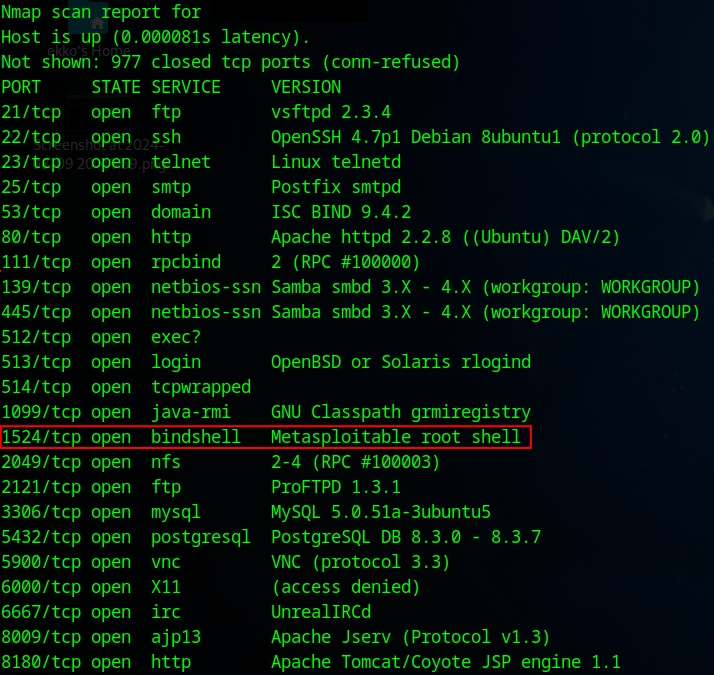 Nmap scan report for
Host is up (0.000081s latency).
ekko's Home
Not shown: 977 closed tcp ports (conn-refused)
PORT STATE SERVICE VERSION
21/tcp open ftp vsftpd 2.3.4
22/tcp open ssh OpenSSH 4.7p1 Debian 8ubuntu1 (protocol 2.0)
Screenshot at 2024-
23/tcp open telnet Linux telnetd
25/tcp open smtp Postfix smtpd
53/tcp open domain ISC BIND 9.4.2
80/tcp open http Apache httpd 2.2.8 ((Ubuntu) DAV/2)
111/tcp open rpcbind 2 (RPC #100000)
139/tcp open netbios-ssn Samba smbd 3.X - 4.X (workgroup: WORKGROUP)
445/tcp open netbios-ssn Samba smbd 3.X - 4.X (workgroup: WORKGROUP)
512/tcp open exec?
513/tcp open login OpenBSD or Solaris rlogind
514/tcp open tcpwrapped
1099/tcp open java-rmi GNU Classpath grmiregistry
1524/tcp open bindshell Metasploitable root shell
2049/tcp open nfs 2-4 (RPC #100003)
2121/tcp open ftp ProFTPD 1.3.1
3306/tcp open mysql MySQL 5.0.51a-3ubuntu5
5432/tcp open postgresql PostgreSQL DB 8.3.0 - 8.3.7
5900/tcp open vnc VNC (protocol 3.3)
6000/tcp open X11 (access denied)
6667/tcp open irc UnrealIRCd
8009/tcp open ajp13 Apache Jserv (Protocol v1.3)
8180/tcp open http Apache Tomcat/Coyote JSP engine 1.1